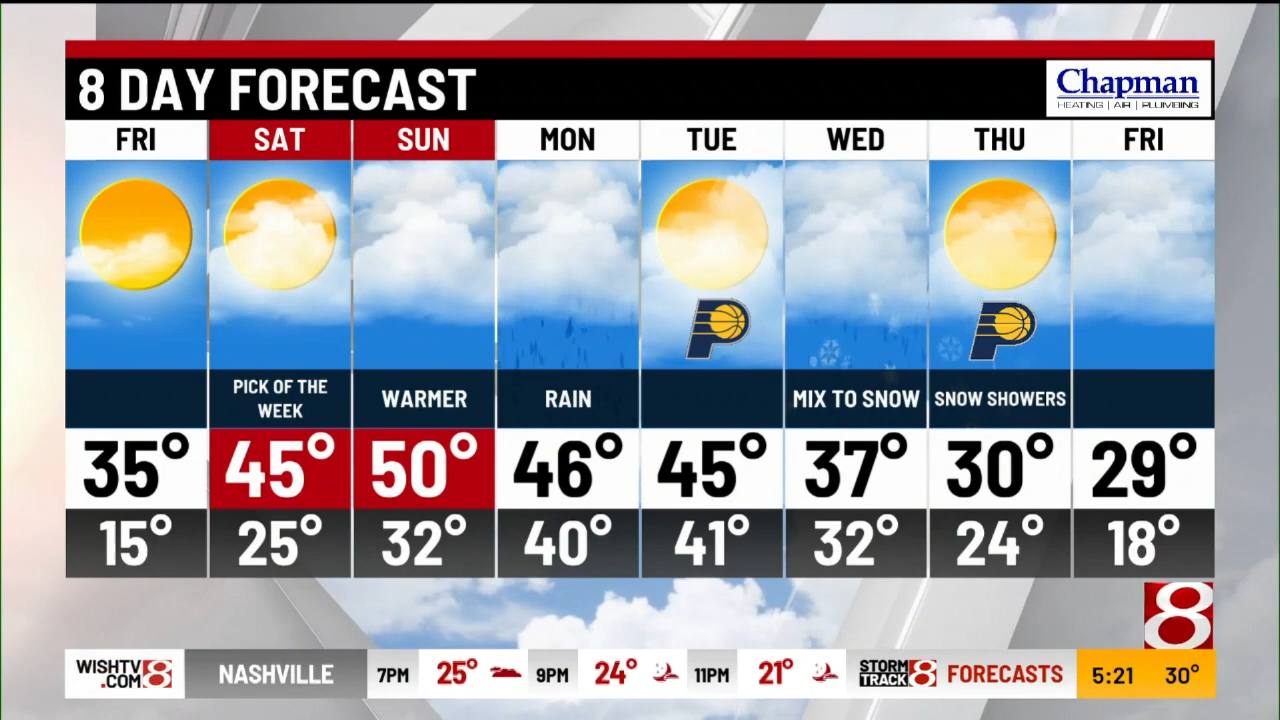 8 DAY FORECAST
Chapman
HEATING | AIR | PLUMBING
FRI SAT SUN MON TUE WED THU FRI
PICK OF THE
WEEK
WARMER RAIN MIX TO SNOW SNOW SHOWERS
35° 45° 50° 46° 45° 37° 30° 29°
15° 25° 32° 40° 41° 32° 24° 18°
8
WISHTV
.COM 8
NASHVILLE 7PM 25° 9PM 24° 11PM 21°
STORM
TRACK 8
FORECASTS 5:21 30°